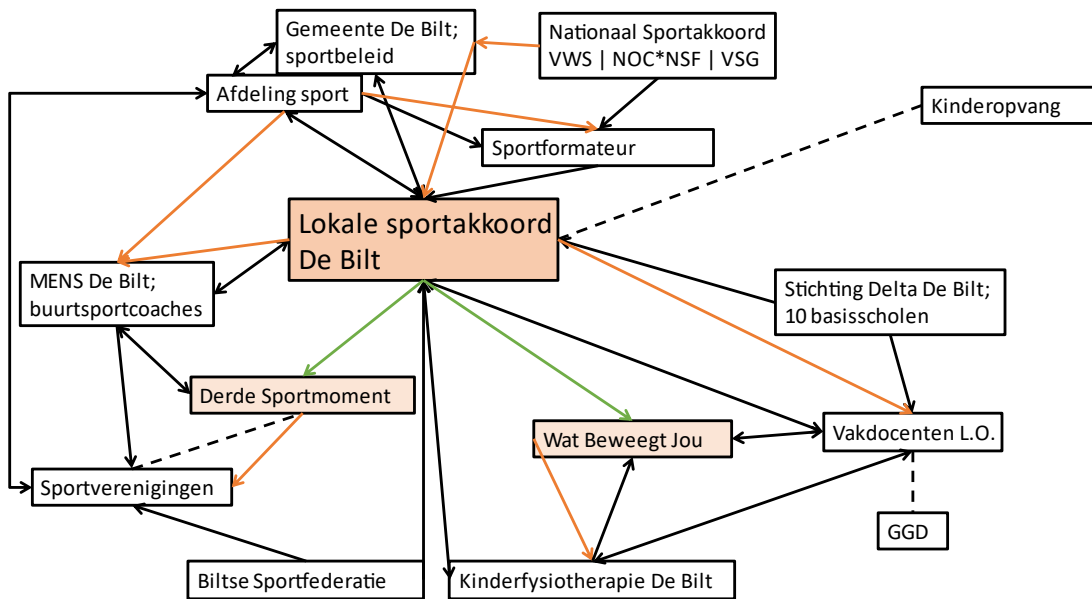 Gemeente De Bilt;
sportbeleid
Nationaal Sportakkoord
VWS | NOC*NSF | VSG
Afdeling sport
Kinderopvang
Sportformateur
Lokale sportakkoord
De Bilt
MENS De Bilt;
buurtsportcoaches
Stichting Delta De Bilt;
10 basisscholen
Derde Sportmoment
Wat Beweegt Jou
Vakdocenten L.O.
Sportverenigingen
GGD
Biltse Sportfederatie
Kinderfysiotherapie De Bilt